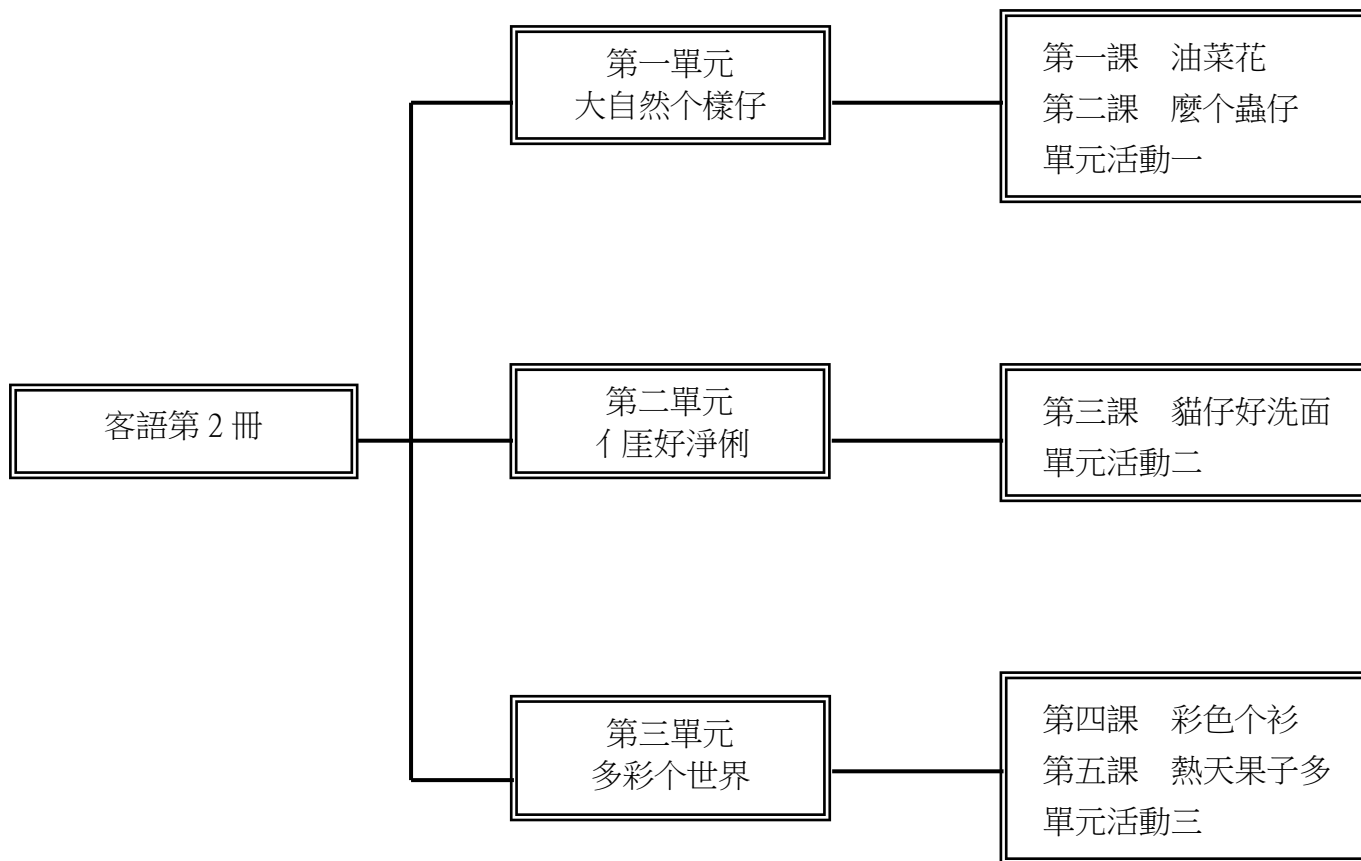 客語第 2 冊
第一單元
大自然个樣仔
第一課　油菜花
第二課　麼个蟲仔
單元活動一
第二單元
亻厓好淨俐
第三課　貓仔好洗面
單元活動二
第三單元
多彩个世界
第四課　彩色个衫
第五課　熱天果子多
單元活動三